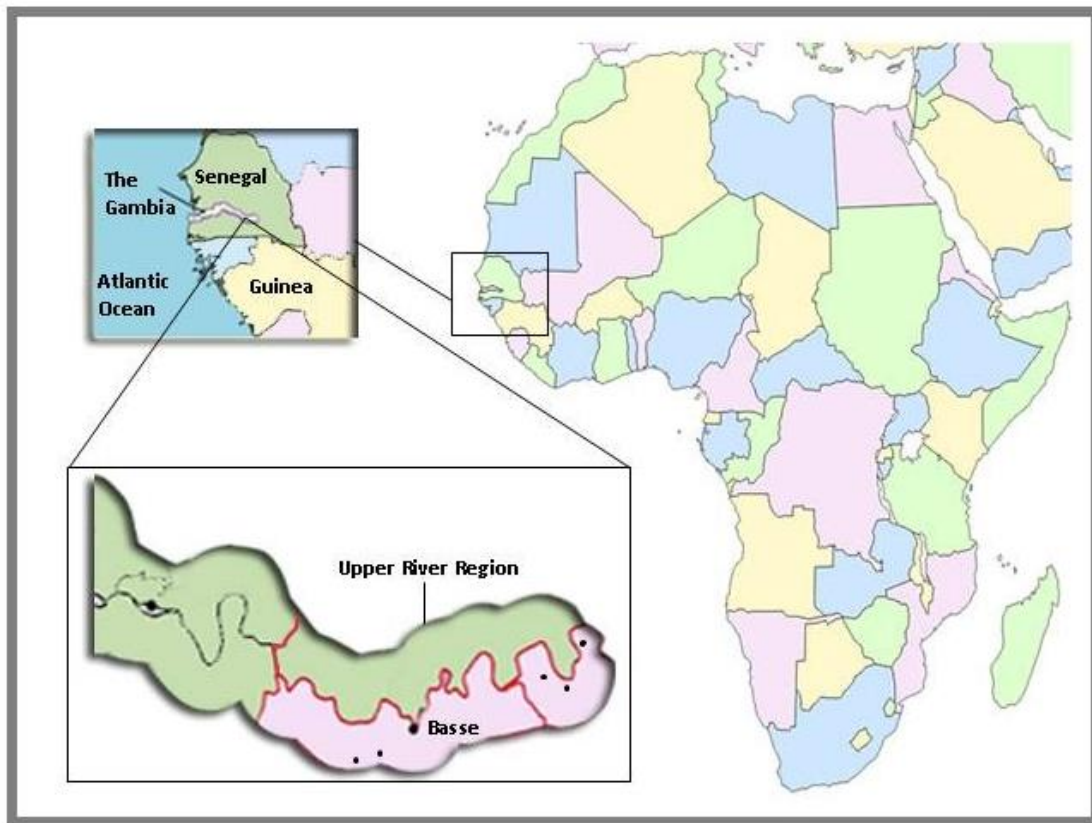 The
Gambia
Senegal
Atlantic
Ocean
Guinea
Upper River Region
Basse